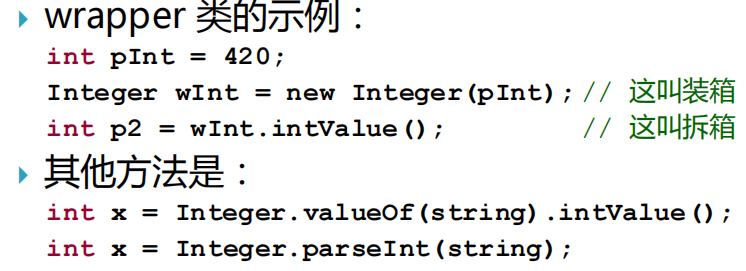 wrapper 类的示例：
int pInt = 420;
Integer wInt = new Integer(pInt); // 这叫装箱
int p2 = wInt.intValue(); // 这叫拆箱
其他方法是：
int x = Integer.valueOf(string).intValue();
int x = Integer.parseInt(string);